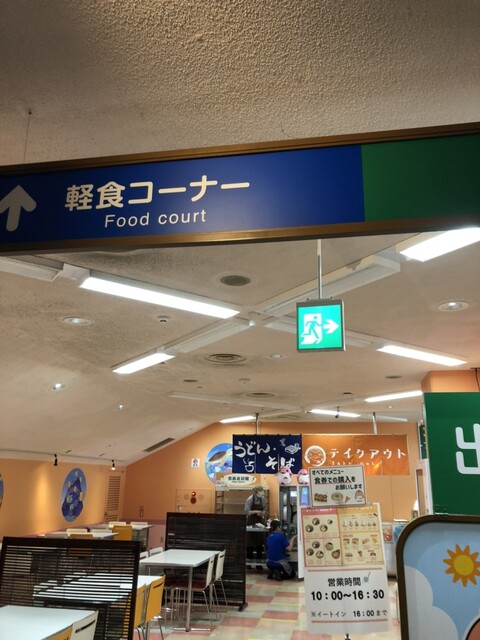 軽食コーナー
Food court
うどん・そば
テイクアウト
すべてのメニュー
食券での購入を
お願いします
営業時間
10:00～16:30
※イートイン 16:00まで
出